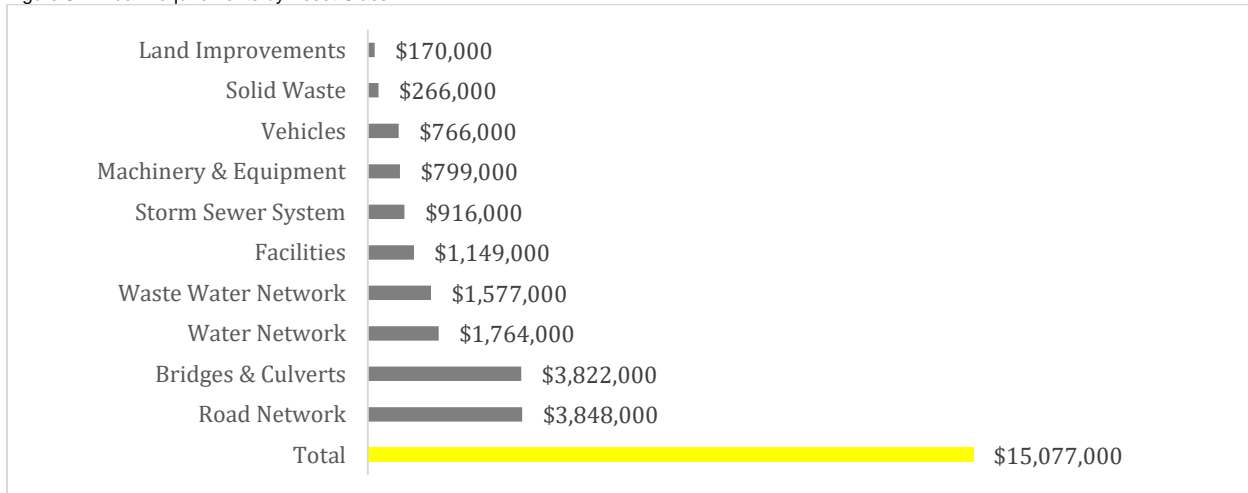 Land Improvements $170,000
Solid Waste $266,000
Vehicles $766,000
Machinery & Equipment $799,000
Storm Sewer System $916,000
Facilities $1,149,000
Waste Water Network $1,577,000
Water Network $1,764,000
Bridges & Culverts $3,822,000
Road Network $3,848,000
Total $15,077,000